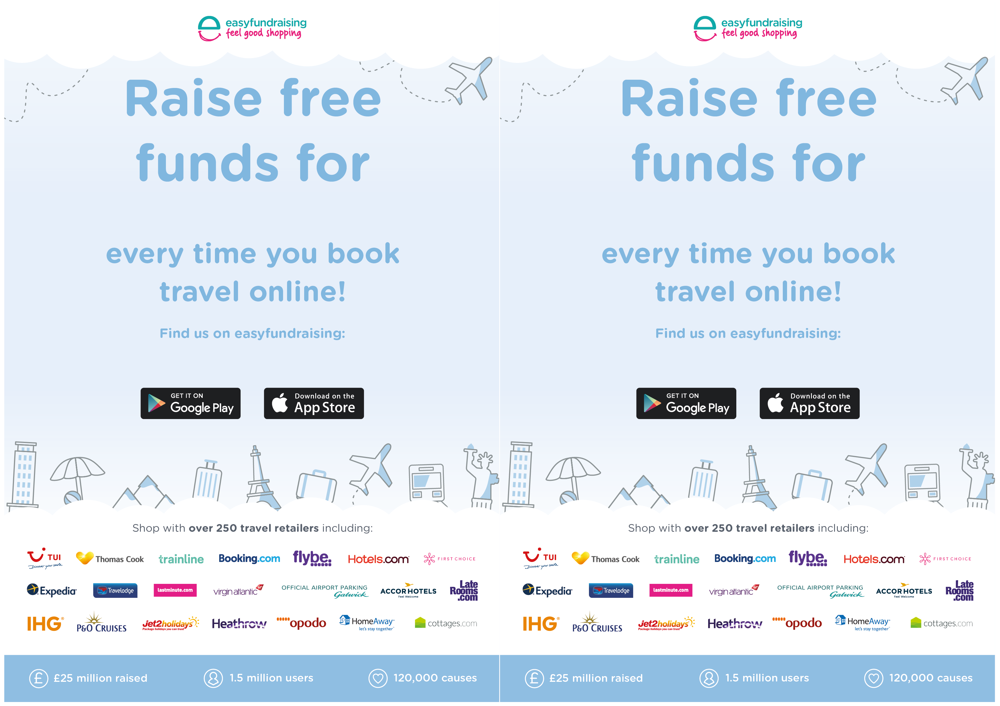 easyfundraising
feel good shopping
Raise free
funds for
every time you book
travel online!
Find us on easyfundraising:
GET IT ON
Google Play
Download on the
App Store
Shop with over 250 travel retailers including:
TUI
Discover your smile
Thomas Cook
trainline
Booking.com
flybe.
Hotels.com
FIRST CHOICE
Expedia®
Travelodge
lastminute.com
virgin atlantic
OFFICIAL AIRPORT PARKING
Gatwick
ACCORHOTELS
Feel Welcome
Late
Rooms
.com
IHG®
P&O CRUISES
Jet2holidays
Package holidays you can trust
Heathrow
opodo
HomeAway®
let's stay together™
cottages.com
£25 million raised
1.5 million users
120,000 causes
easyfundraising
feel good shopping
Raise free
funds for
every time you book
travel online!
Find us on easyfundraising:
GET IT ON
Google Play
Download on the
App Store
Shop with over 250 travel retailers including:
TUI
Discover your smile
Thomas Cook
trainline
Booking.com
flybe.
Hotels.com
FIRST CHOICE
Expedia®
Travelodge
lastminute.com
virgin atlantic
OFFICIAL AIRPORT PARKING
Gatwick
ACCORHOTELS
Feel Welcome
Late
Rooms
.com
IHG®
P&O CRUISES
Jet2holidays
Package holidays you can trust
Heathrow
opodo
HomeAway®
let's stay together™
cottages.com
£25 million raised
1.5 million users
120,000 causes